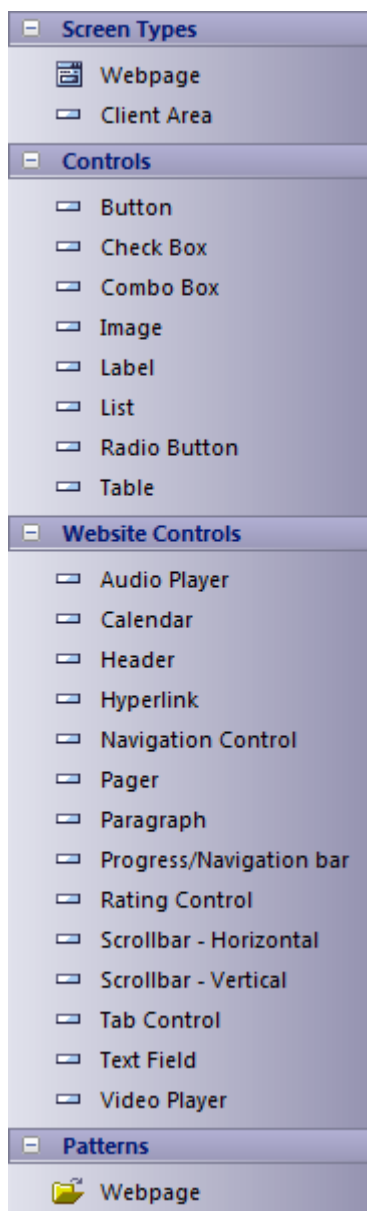 Screen Types
Webpage
Client Area
Controls
Button
Check Box
Combo Box
Image
Label
List
Radio Button
Table
Website Controls
Audio Player
Calendar
Header
Hyperlink
Navigation Control
Pager
Paragraph
Progress/Navigation bar
Rating Control
Scrollbar - Horizontal
Scrollbar - Vertical
Tab Control
Text Field
Video Player
Patterns
Webpage